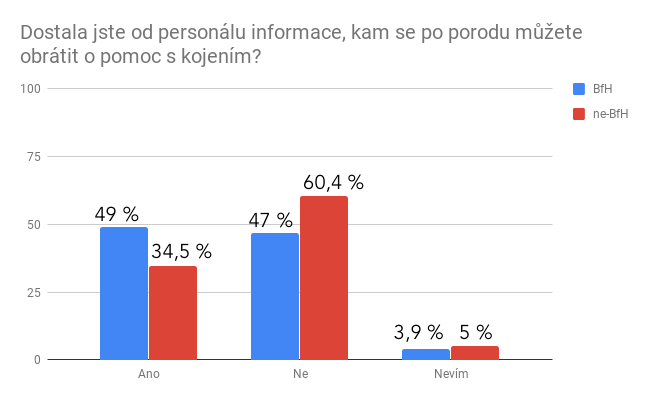 Dostala jste od personálu informace, kam se po porodu můžete
obrátit o pomoc s kojením?
100
75
50
25
0
49 %
34,5 %
47 %
60,4 %
3,9 %
5 %
Ano
Ne
Nevím
BfH
ne-BfH